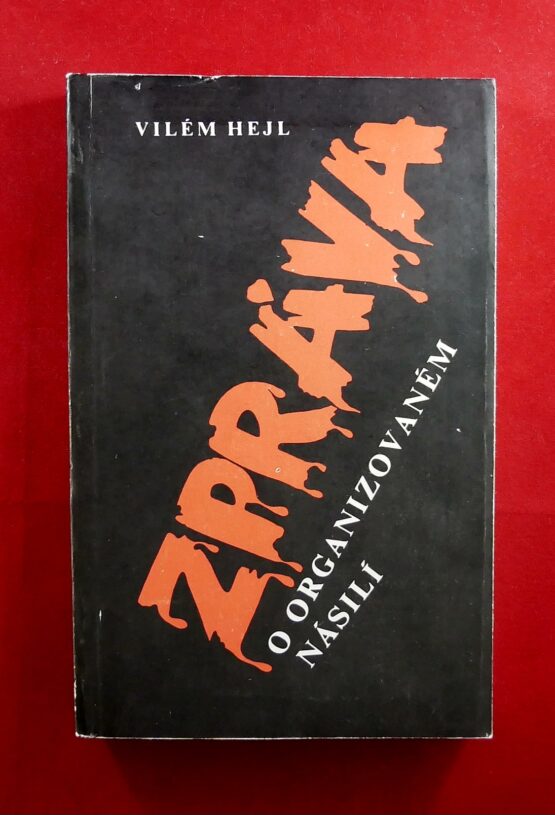 VILÉM HEJL
ZPRÁVA
O ORGANIZOVANÉM
NÁSILÍ